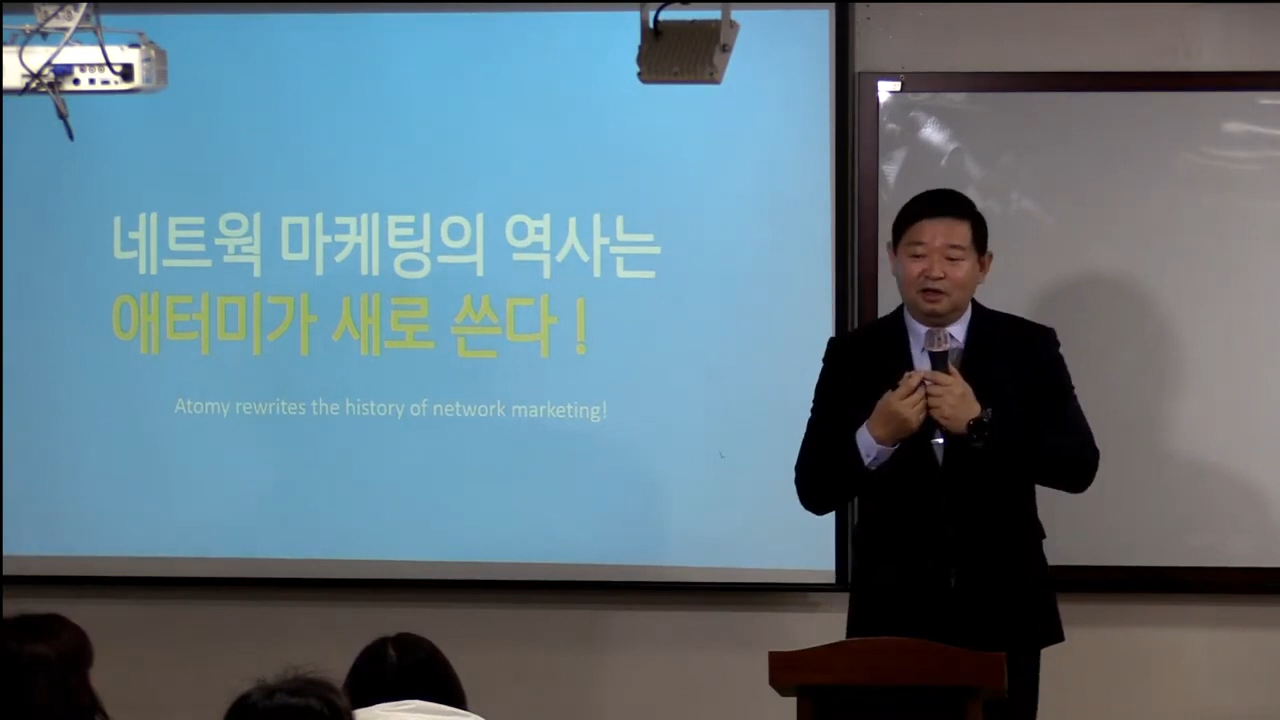 네트웍 마케팅의 역사는
애터미가 새로 쓴다 !
Atomy rewrites the history of network marketing!